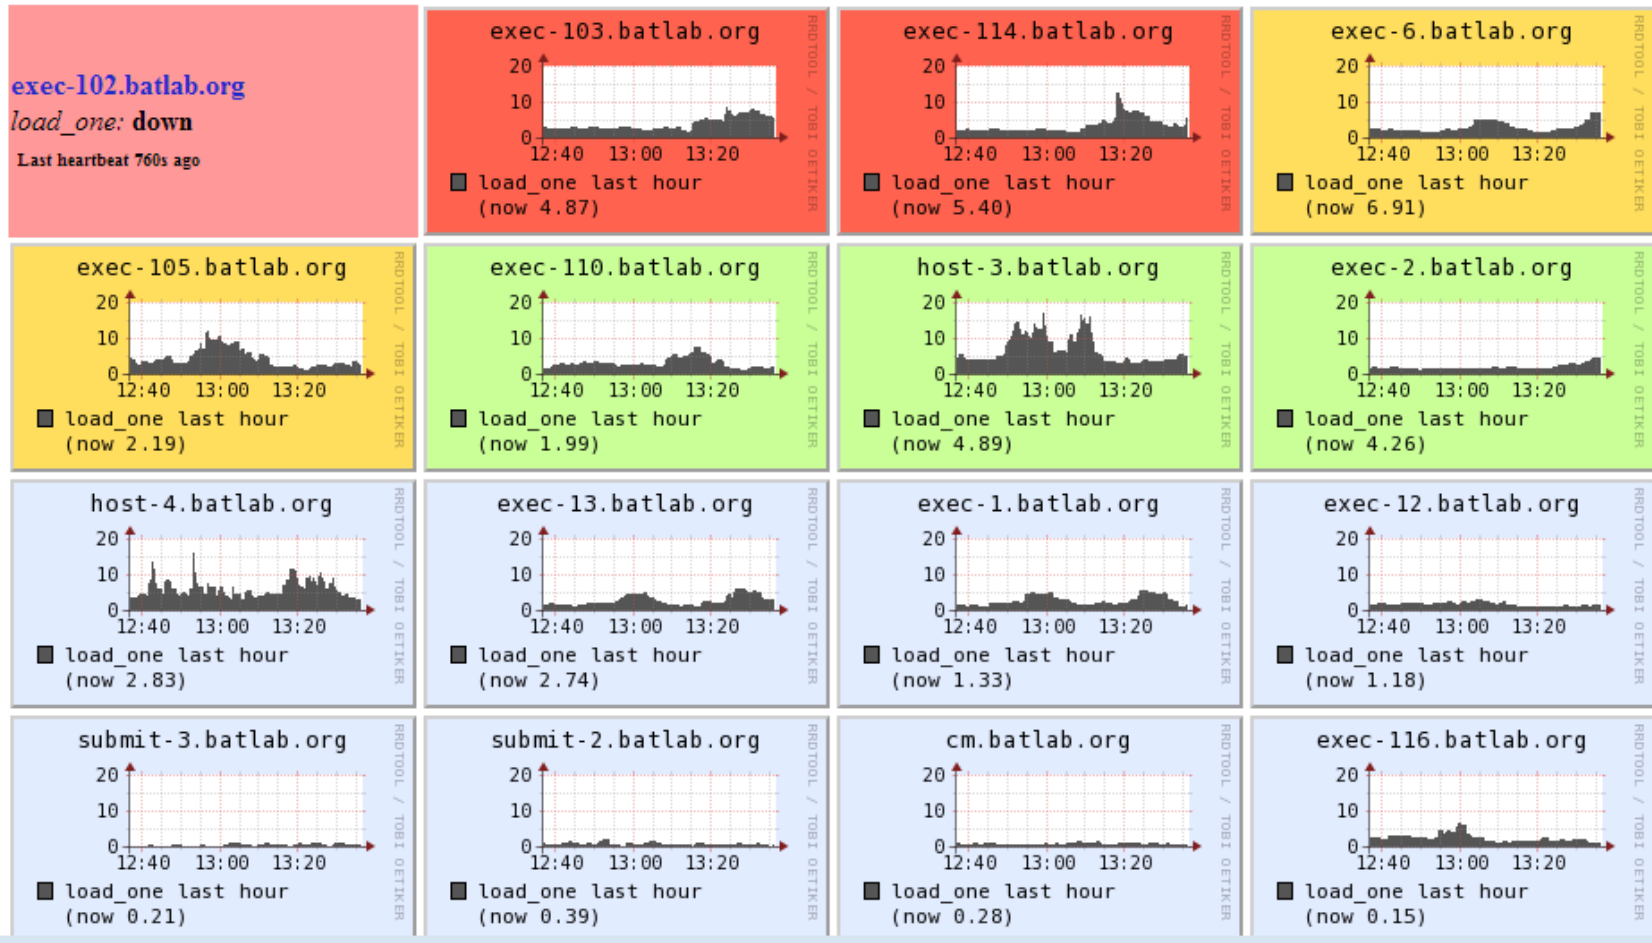 exec-102.batlab.org
load_one: down
Last heartbeat 760s ago
exec-103.batlab.org
20
10
0
12:40 13:00 13:20
load_one last hour
(now 4.87)
RRDTOOL / TOBI OETIKER
exec-114.batlab.org
20
10
0
12:40 13:00 13:20
load_one last hour
(now 5.40)
RRDTOOL / TOBI OETIKER
exec-6.batlab.org
20
10
0
12:40 13:00 13:20
load_one last hour
(now 6.91)
RRDTOOL / TOBI OETIKER
exec-105.batlab.org
20
10
0
12:40 13:00 13:20
load_one last hour
(now 2.19)
RRDTOOL / TOBI OETIKER
exec-110.batlab.org
20
10
0
12:40 13:00 13:20
load_one last hour
(now 1.99)
RRDTOOL / TOBI OETIKER
host-3.batlab.org
20
10
0
12:40 13:00 13:20
load_one last hour
(now 4.89)
RRDTOOL / TOBI OETIKER
exec-2.batlab.org
20
10
0
12:40 13:00 13:20
load_one last hour
(now 4.26)
RRDTOOL / TOBI OETIKER
host-4.batlab.org
20
10
0
12:40 13:00 13:20
load_one last hour
(now 2.83)
RRDTOOL / TOBI OETIKER
exec-13.batlab.org
20
10
0
12:40 13:00 13:20
load_one last hour
(now 2.74)
RRDTOOL / TOBI OETIKER
exec-1.batlab.org
20
10
0
12:40 13:00 13:20
load_one last hour
(now 1.33)
RRDTOOL / TOBI OETIKER
exec-12.batlab.org
20
10
0
12:40 13:00 13:20
load_one last hour
(now 1.18)
RRDTOOL / TOBI OETIKER
submit-3.batlab.org
20
10
0
12:40 13:00 13:20
load_one last hour
(now 0.21)
RRDTOOL / TOBI OETIKER
submit-2.batlab.org
20
10
0
12:40 13:00 13:20
load_one last hour
(now 0.39)
RRDTOOL / TOBI OETIKER
cm.batlab.org
20
10
0
12:40 13:00 13:20
load_one last hour
(now 0.28)
RRDTOOL / TOBI OETIKER
exec-116.batlab.org
20
10
0
12:40 13:00 13:20
load_one last hour
(now 0.15)
RRDTOOL / TOBI OETIKER